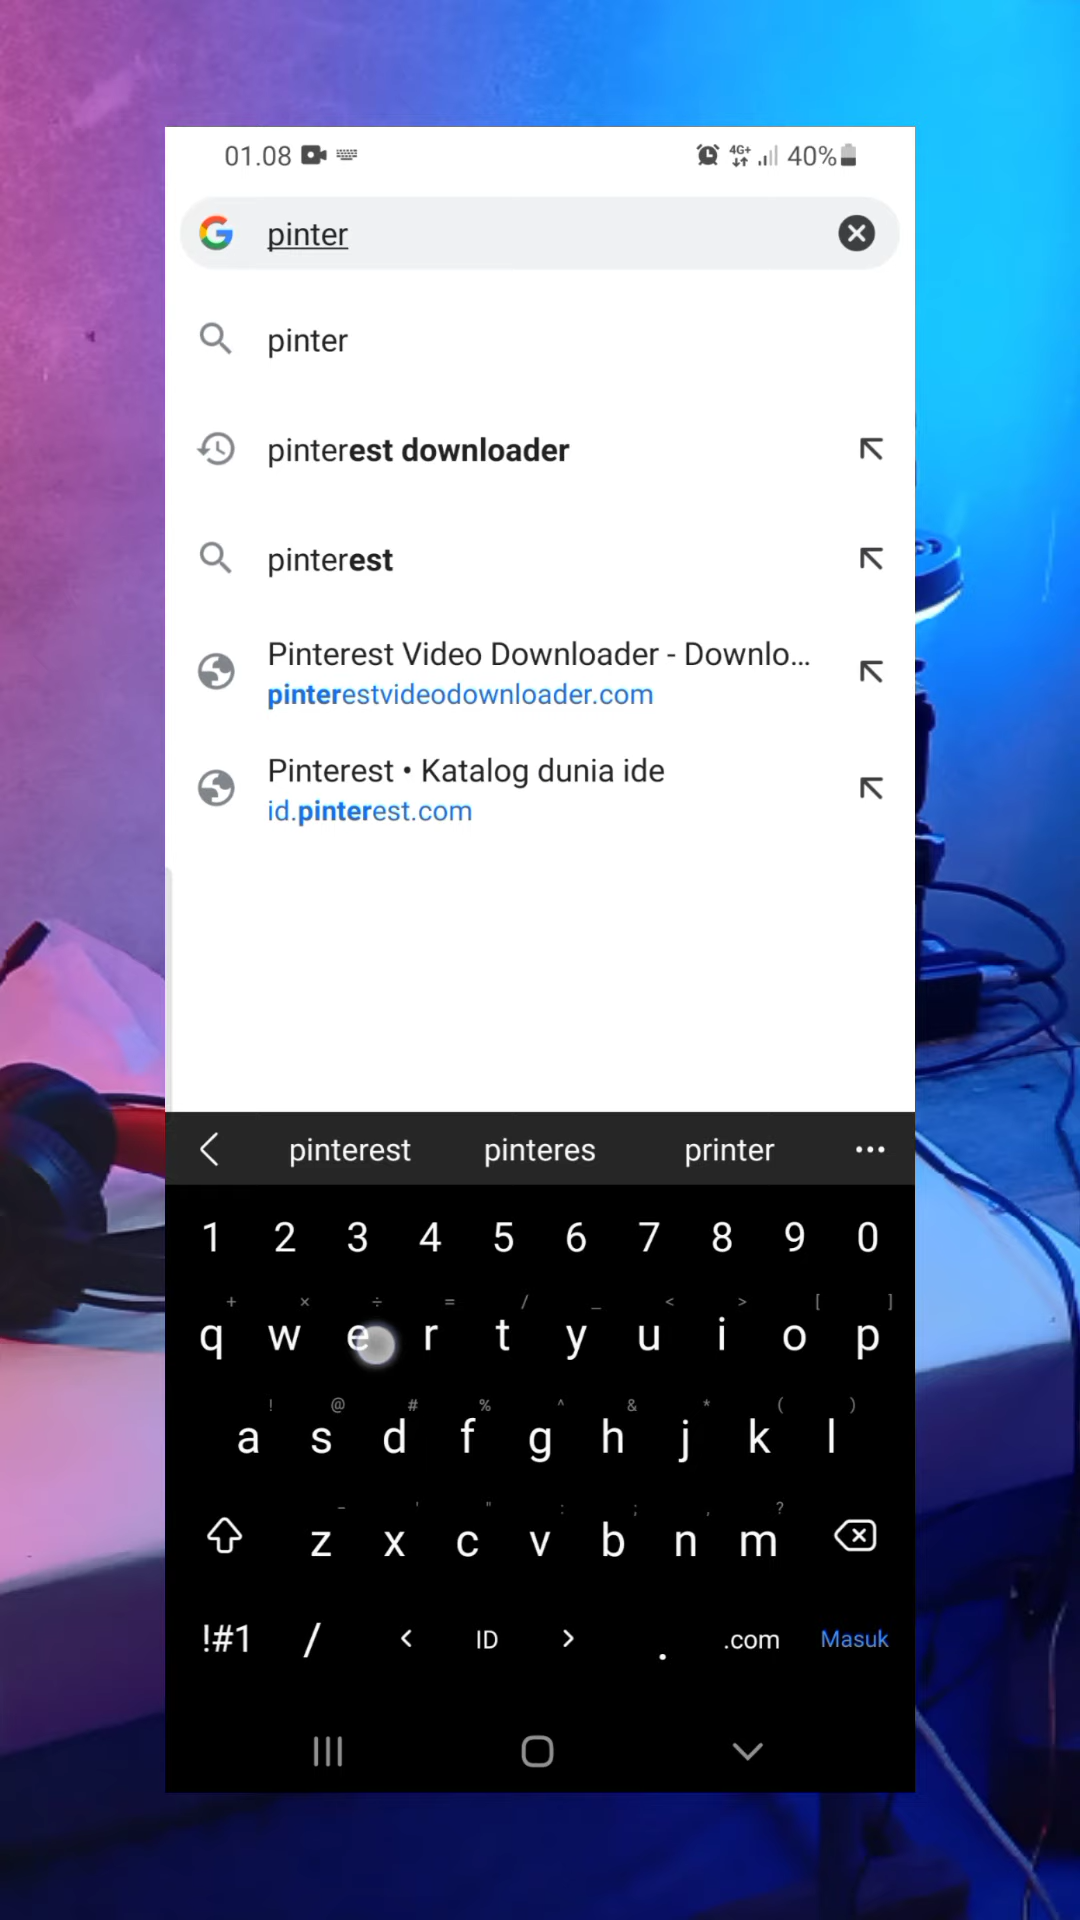 01.08 4G+ 40%
pinter
pinter
pinterest downloader
pinterest
Pinterest Video Downloader - Downlo...
pinterestvideodownloader.com
Pinterest • Katalog dunia ide
id.pinterest.com
pinterest pinteres printer ...
1 2 3 4 5 6 7 8 9 0
+ × ÷ = / _ < > [ ]
q w e r t y u i o p
! @ # % ^ & * ( )
a s d f g h j k l
- ' " : ; , ?
z x c v b n m
!#1 / < ID > . .com Masuk